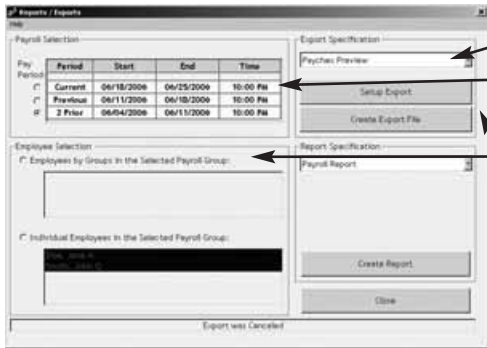 Reports / Exports
Help
Payroll Selection
Pay Period
Period Start End Time
Current 06/18/2006 06/25/2006 10:00 PM
Previous 06/11/2006 06/18/2006 10:00 PM
2 Prior 06/04/2006 06/11/2006 10:00 PM
Export Specification
Paychex Preview
Setup Export
Create Export File
Employee Selection
Employees by Groups in the Selected Payroll Group:
Individual Employees in the Selected Payroll Group:
Report Specification
Payroll Report
Create Report
Close
Export was Canceled